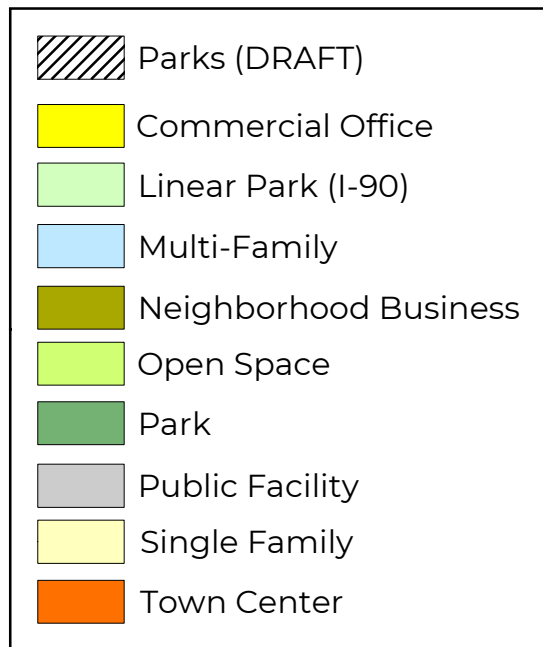 Parks (DRAFT)
Commercial Office
Linear Park (I-90)
Multi-Family
Neighborhood Business
Open Space
Park
Public Facility
Single Family
Town Center